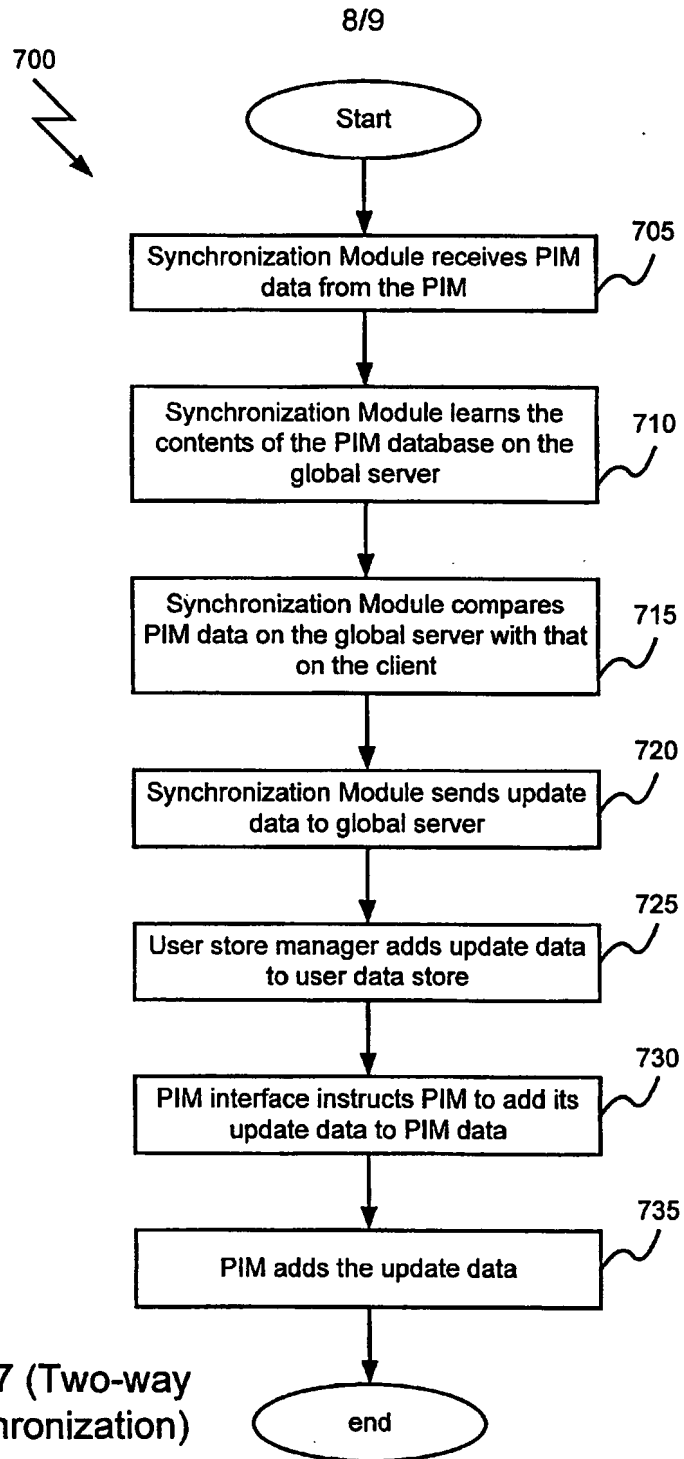 8/9
700
Start
Synchronization Module receives PIM
data from the PIM
705
Synchronization Module learns the
contents of the PIM database on the
global server
710
Synchronization Module compares
PIM data on the global server with that
on the client
715
Synchronization Module sends update
data to global server
720
User store manager adds update data
to user data store
725
PIM interface instructs PIM to add its
update data to PIM data
730
PIM adds the update data
735
7 (Two-way
hronization)
end